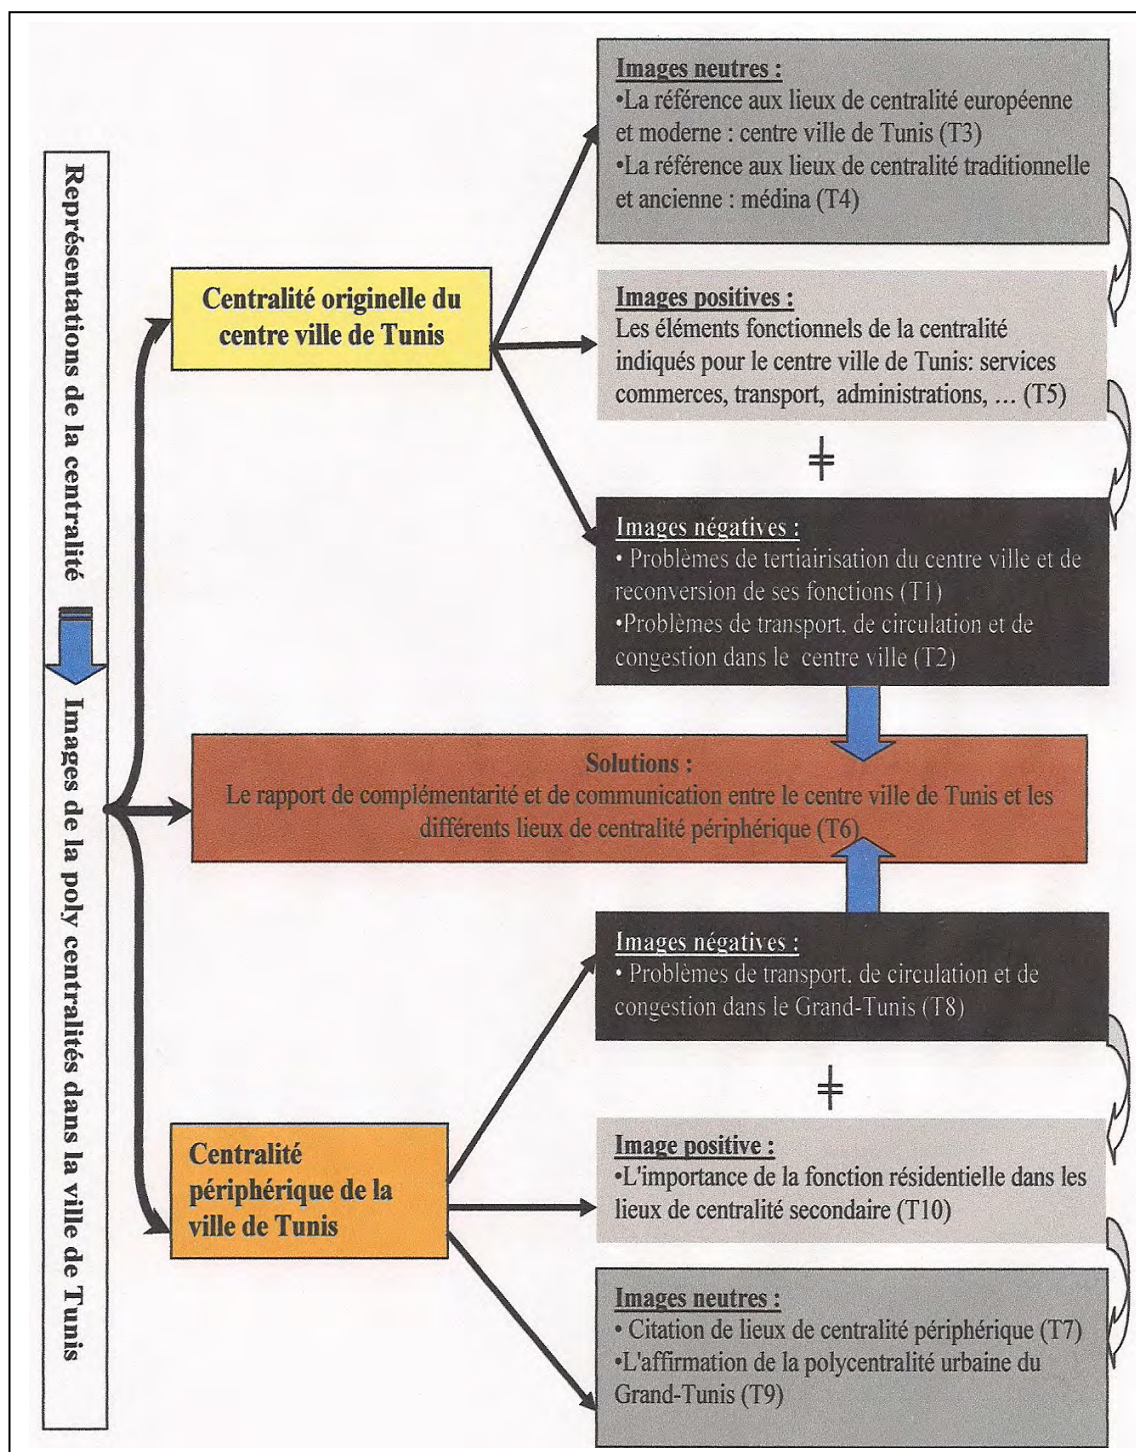 Représentations de la centralité
Images de la poly centralités dans la ville de Tunis
Centralité originelle du
centre ville de Tunis
Images neutres :
•La référence aux lieux de centralité européenne
et moderne : centre ville de Tunis (T3)
•La référence aux lieux de centralité traditionnelle
et ancienne : médina (T4)
Images positives :
Les éléments fonctionnels de la centralité
indiqués pour le centre ville de Tunis: services
commerces, transport, administrations, … (T5)
ǂ
Images négatives :
• Problèmes de tertiairisation du centre ville et de
reconversion de ses fonctions (T1)
•Problèmes de transport. de circulation et de
congestion dans le centre ville (T2)
Solutions :
Le rapport de complémentarité et de communication entre le centre ville de Tunis et les
différents lieux de centralité périphérique (T6)
Centralité
périphérique de la
ville de Tunis
Images négatives :
• Problèmes de transport. de circulation et de
congestion dans le Grand-Tunis (T8)
ǂ
Image positive :
•L'importance de la fonction résidentielle dans les
lieux de centralité secondaire (T10)
Images neutres :
• Citation de lieux de centralité périphérique (T7)
•L'affirmation de la polycentralité urbaine du
Grand-Tunis (T9)